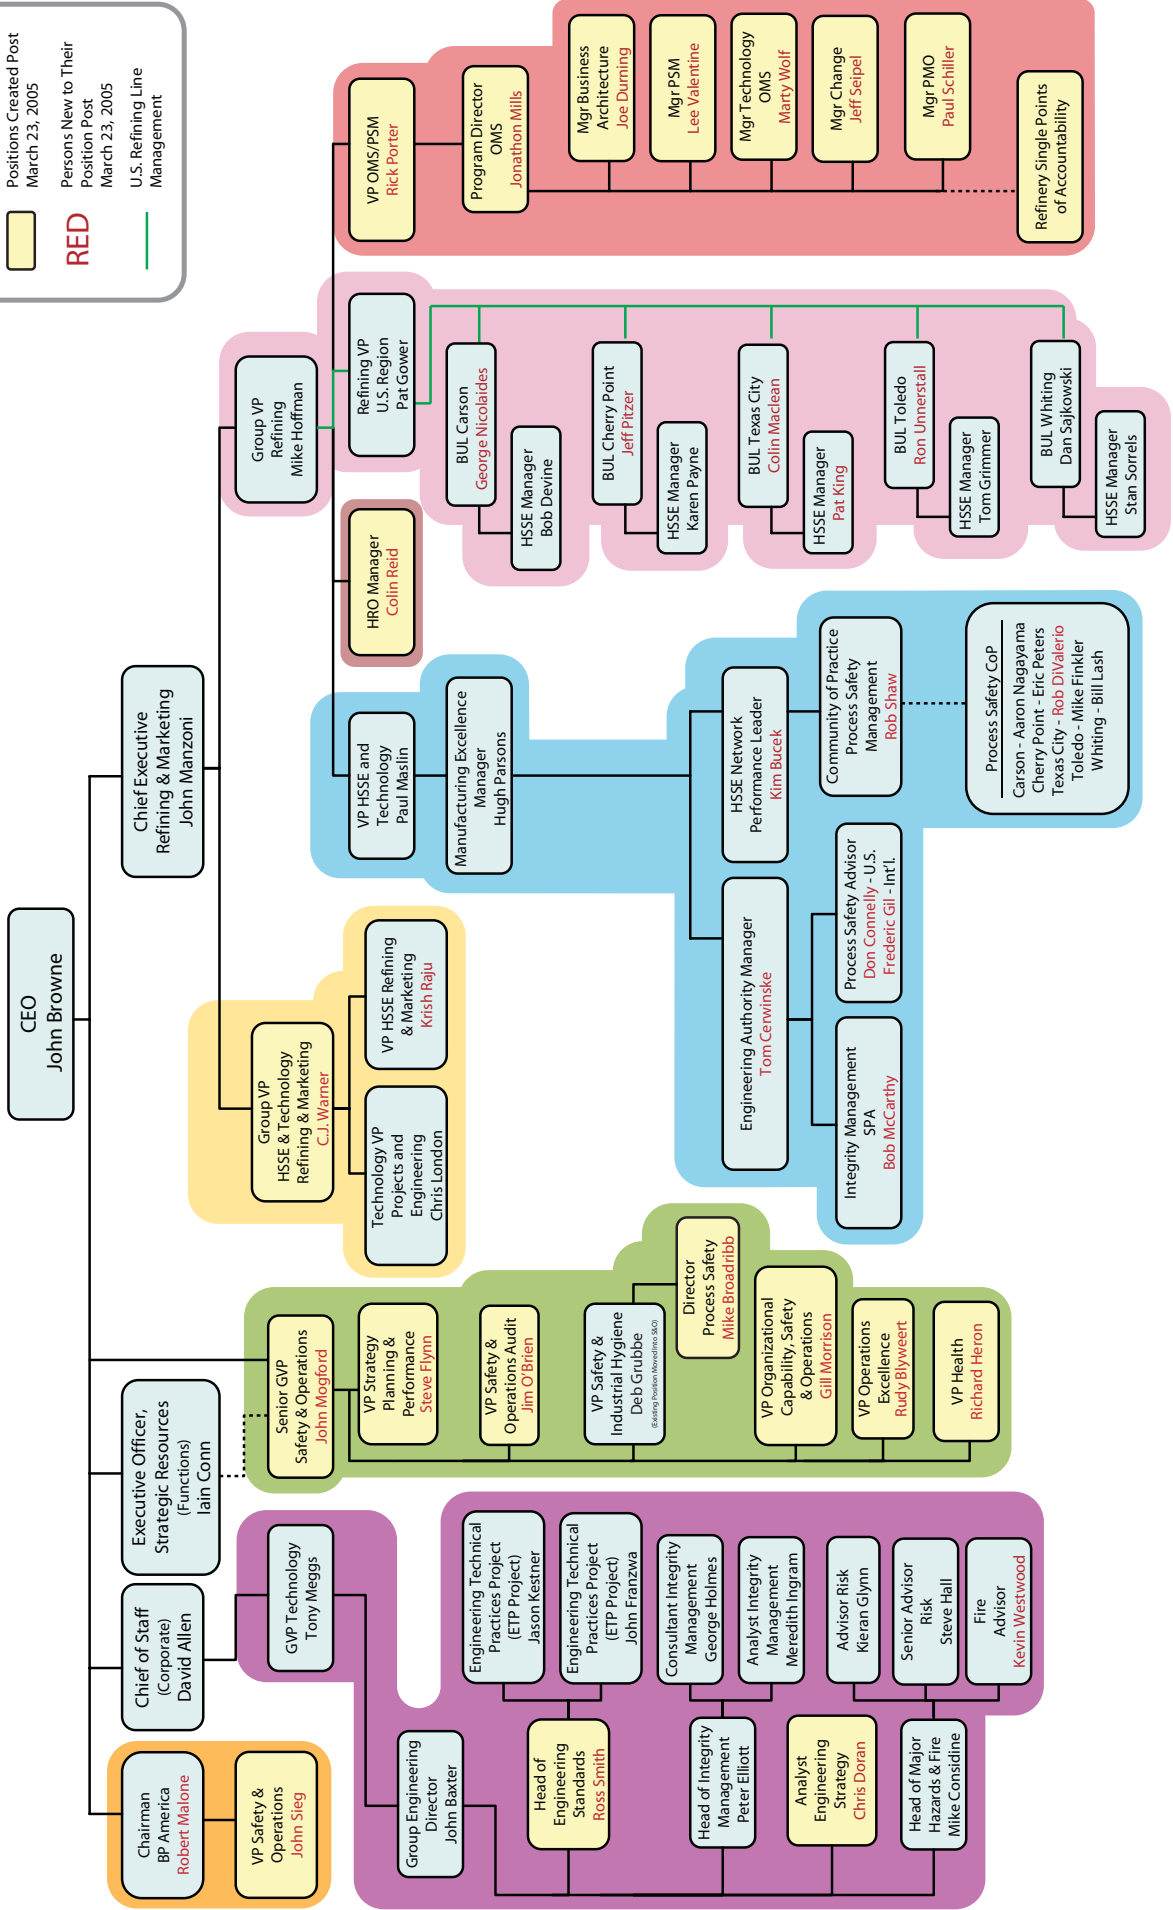 Positions Created Post
March 23, 2005
RED
Persons New to Their
Position Post
March 23, 2005
U.S. Refining Line
Management
CEO
John Browne
Chairman
BP America
Robert Malone
VP Safety &
Operations
John Sieg
Chief of Staff
(Corporate)
David Allen
Executive Officer,
Strategic Resources
(Functions)
Iain Conn
Chief Executive
Refining & Marketing
John Manzoni
GVP Technology
Tony Meggs
Group Engineering
Director
John Baxter
Head of
Engineering
Standards
Ross Smith
Engineering Technical
Practices Project
(ETP Project)
Jason Kestner
Engineering Technical
Practices Project
(ETP Project)
John Franzwa
Head of Integrity
Management
Peter Elliott
Consultant Integrity
Management
George Holmes
Analyst Integrity
Management
Meredith Ingram
Analyst
Engineering
Strategy
Chris Doran
Head of Major
Hazards & Fire
Mike Considine
Advisor Risk
Kieran Glynn
Senior Advisor
Risk
Steve Hall
Fire
Advisor
Kevin Westwood
Senior GVP
Safety & Operations
John Mogford
VP Strategy
Planning &
Performance
Steve Flynn
VP Safety &
Operations Audit
Jim O'Brien
VP Safety &
Industrial Hygiene
Deb Grubbe
(Existing Position Moved Into S&O)
Director
Process Safety
Mike Broadribb
VP Organizational
Capability, Safety
& Operations
Gill Morrison
VP Operations
Excellence
Rudy Blyweert
VP Health
Richard Heron
Group VP
HSSE & Technology
Refining & Marketing
C.J. Warner
Technology VP
Projects and
Engineering
Chris London
VP HSSE Refining
& Marketing
Krish Raju
Group VP
Refining
Mike Hoffman
VP HSSE and
Technology
Paul Maslin
Manufacturing Excellence
Manager
Hugh Parsons
Engineering Authority Manager
Tom Cerwinske
Integrity Management
SPA
Bob McCarthy
Process Safety Advisor
Don Connelly - U.S.
Frederic Gil - Int'l.
HSSE Network
Performance Leader
Kim Bucek
Community of Practice
Process Safety
Management
Rob Shaw
Process Safety CoP
Carson - Aaron Nagayama
Cherry Point - Eric Peters
Texas City - Rob DiValerio
Toledo - Mike Finkler
Whiting - Bill Lash
HRO Manager
Colin Reid
Refining VP
U.S. Region
Pat Gower
BUL Carson
George Nicolaides
HSSE Manager
Bob Devine
BUL Cherry Point
Jeff Pitzer
HSSE Manager
Karen Payne
BUL Texas City
Colin Maclean
HSSE Manager
Pat King
BUL Toledo
Ron Unnerstall
HSSE Manager
Tom Grimmer
BUL Whiting
Dan Sajkowski
HSSE Manager
Stan Sorrels
VP OMS/PSM
Rick Porter
Program Director
OMS
Jonathon Mills
Mgr Business
Architecture
Joe Durning
Mgr PSM
Lee Valentine
Mgr Technology
OMS
Marty Wolf
Mgr Change
Jeff Seipel
Mgr PMO
Paul Schiller
Refinery Single Points
of Accountability